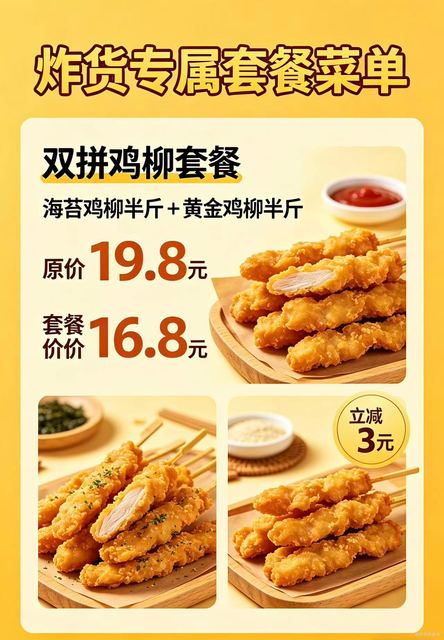 炸货专属套餐菜单
双拼鸡柳套餐
海苔鸡柳半斤+黄金鸡柳半斤
原价 19.8元
套餐
价价 16.8元
立减
3元